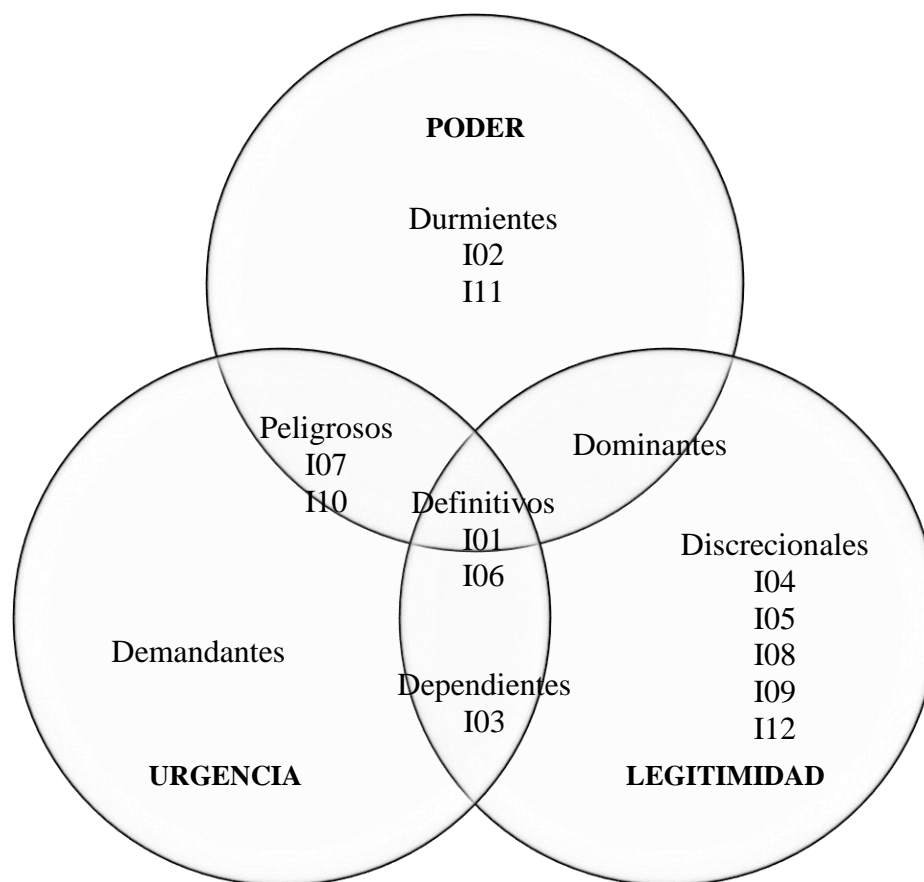 PODER
Durmientes
I02
I11
Peligrosos
I07
I10
Dominantes
Definitivos
I01
I06
Discrecionales
I04
I05
I08
I09
I12
Demandantes
Dependientes
I03
URGENCIA
LEGITIMIDAD